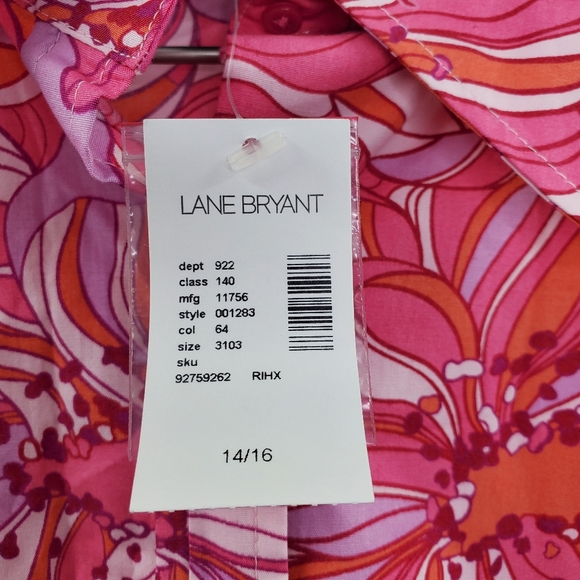 LANE BRYANT
dept 922
class 140
mfg 11756
style 001283
col 64
size 3103
sku
92759262 RIHX
14/16